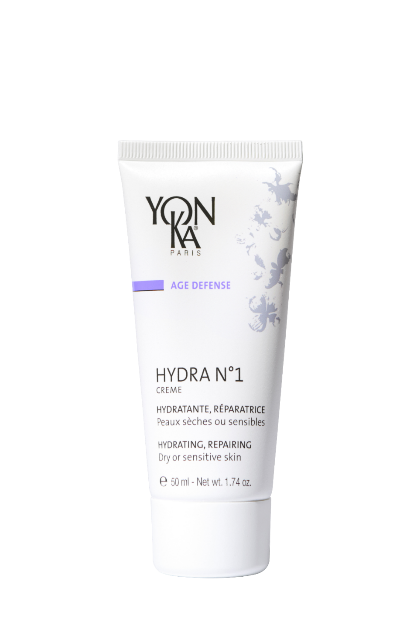 YON
KA®
PARIS
AGE DEFENSE
HYDRA N°1
CREME
HYDRATANTE, RÉPARATRICE
Peaux sèches ou sensibles
HYDRATING, REPAIRING
Dry or sensitive skin
℮ 50 ml - Net wt. 1.74 oz.